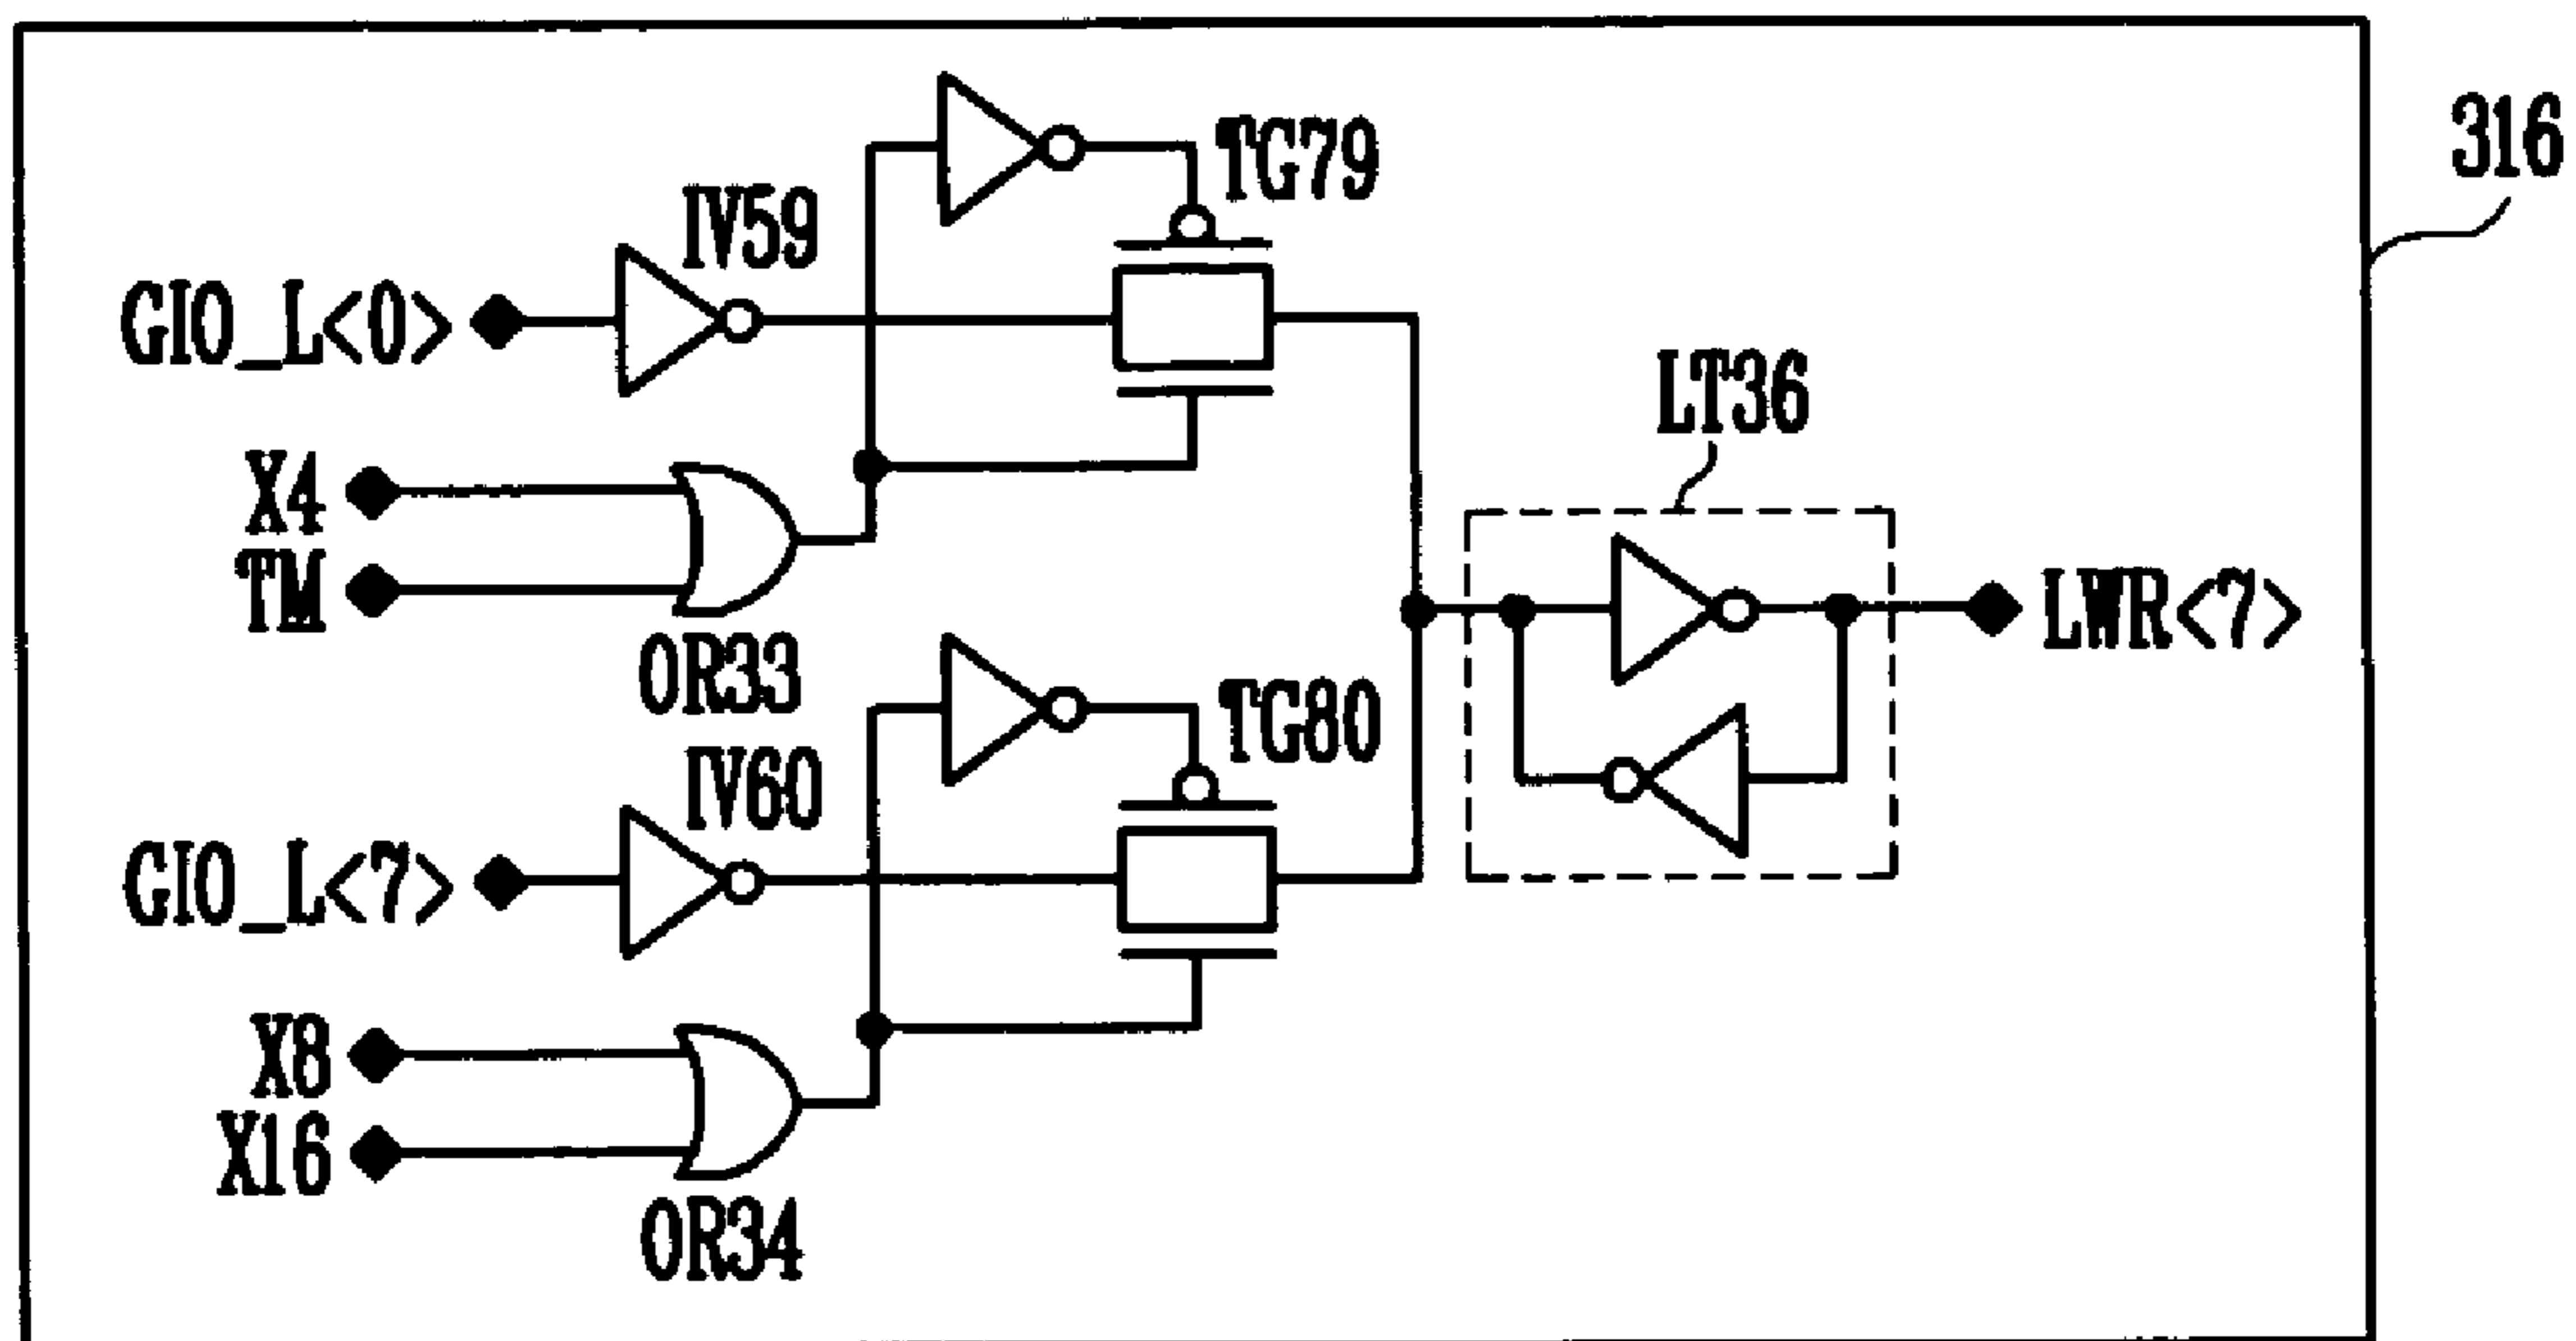 316
TG79
IV59
GIO_L<0>
LT36
X4
TM
OR33
LWR<7>
TG80
IV60
GIO_L<7>
X8
X16
OR34